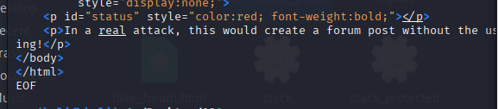 style="display:none;">
<p id="status" style="color:red; font-weight:bold;"></p>
<p>In a real attack, this would create a forum post without the us
ing!</p>
</body>
</html>
EOF